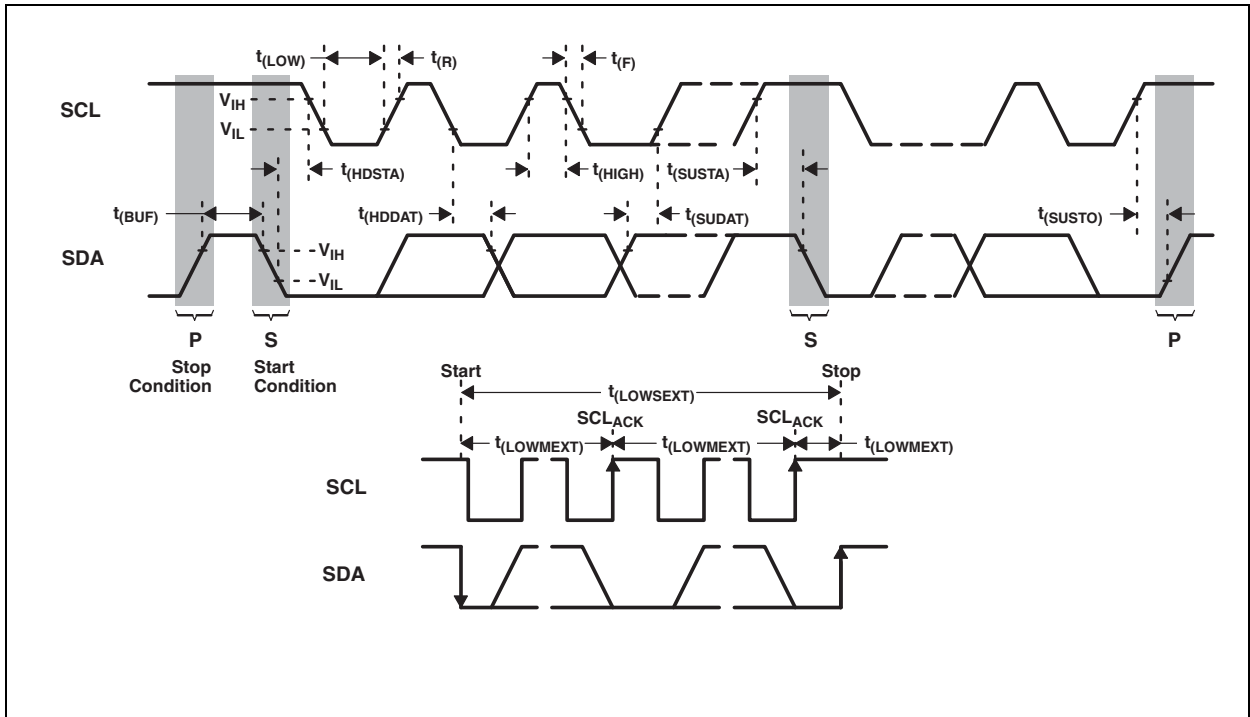 t(LOW) t(R) t(F)
SCL
VIH
VIL
t(HDSTA) t(HIGH) t(SUSTA)
t(BUF) t(HDDAT) t(SUDAT) t(SUSTO)
SDA
VIH
VIL
P S S P
Stop Condition
Start Condition
Start Stop
t(LOWSEXT)
SCLACK SCLACK
t(LOWMEXT) t(LOWMEXT) t(LOWMEXT)
SCL
SDA